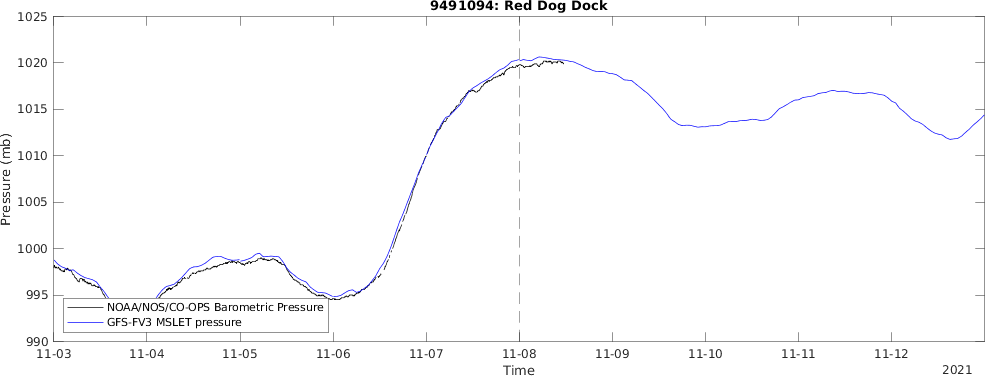 9491094: Red Dog Dock
1025
1020
1015
1010
1005
1000
995
990
Pressure (mb)
NOAA/NOS/CO-OPS Barometric Pressure
GFS-FV3 MSLET pressure
11-03 11-04 11-05 11-06 11-07 11-08 11-09 11-10 11-11 11-12
Time
2021